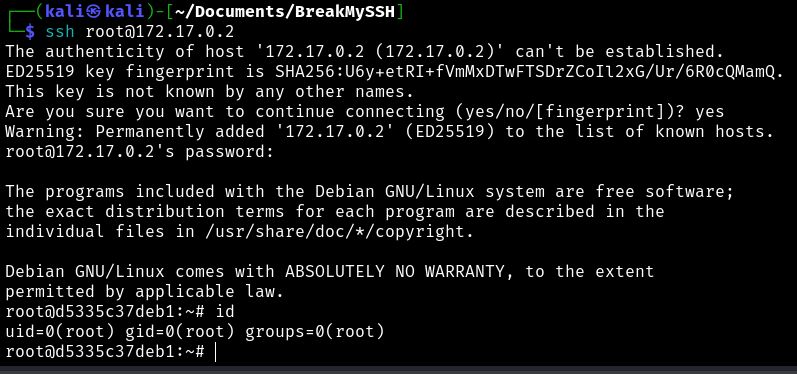 ┌──(kali㉿kali)-[~/Documents/BreakMySSH]
└─$ ssh root@172.17.0.2
The authenticity of host '172.17.0.2 (172.17.0.2)' can't be established.
ED25519 key fingerprint is SHA256:U6y+etRI+fVmMxDTwFTSDrZCoIl2xG/Ur/6R0cQMamQ.
This key is not known by any other names.
Are you sure you want to continue connecting (yes/no/[fingerprint])? yes
Warning: Permanently added '172.17.0.2' (ED25519) to the list of known hosts.
root@172.17.0.2's password:
The programs included with the Debian GNU/Linux system are free software;
the exact distribution terms for each program are described in the
individual files in /usr/share/doc/*/copyright.
Debian GNU/Linux comes with ABSOLUTELY NO WARRANTY, to the extent
permitted by applicable law.
root@d5335c37deb1:~# id
uid=0(root) gid=0(root) groups=0(root)
root@d5335c37deb1:~#